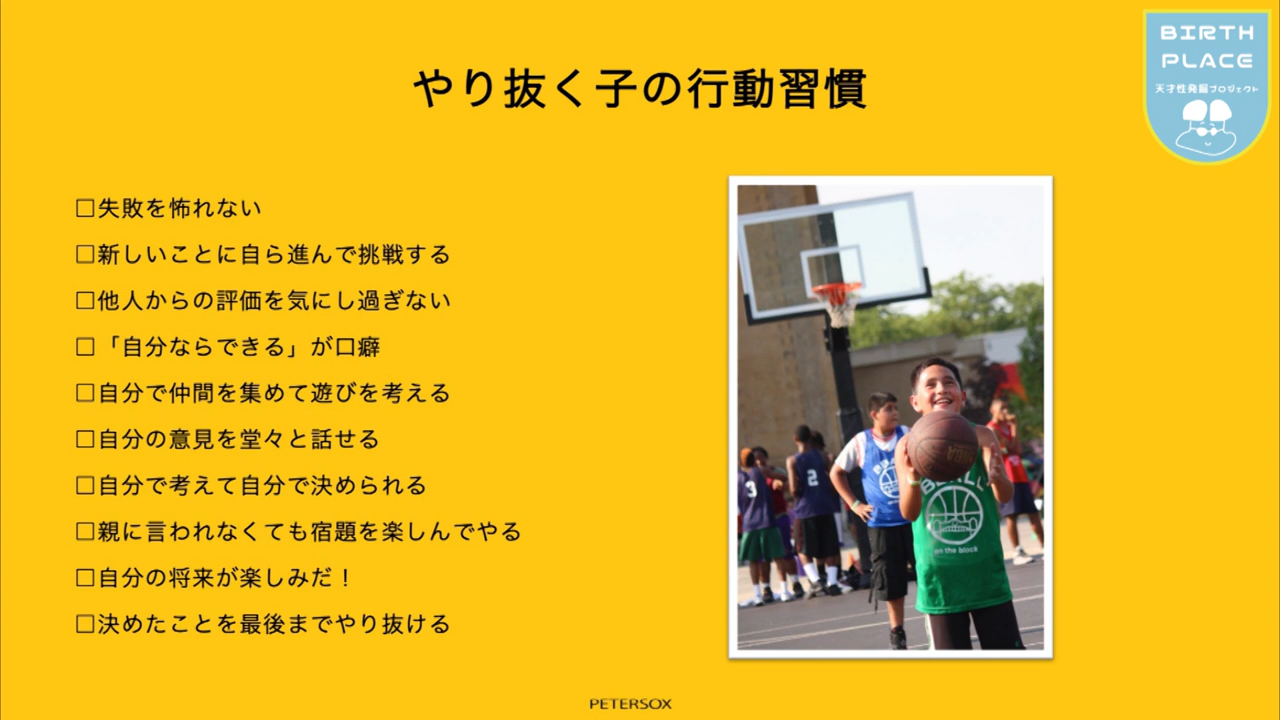 BIRTH
PLACE
天才性発掘プロジェクト
やり抜く子の行動習慣
□失敗を怖れない
□新しいことに自ら進んで挑戦する
□他人からの評価を気にし過ぎない
□「自分ならできる」が口癖
□自分で仲間を集めて遊びを考える
□自分の意見を堂々と話せる
□自分で考えて自分で決められる
□親に言われなくても宿題を楽しんでやる
□自分の将来が楽しみだ！
□決めたことを最後までやり抜ける
3
2
on the block
PETERSOX